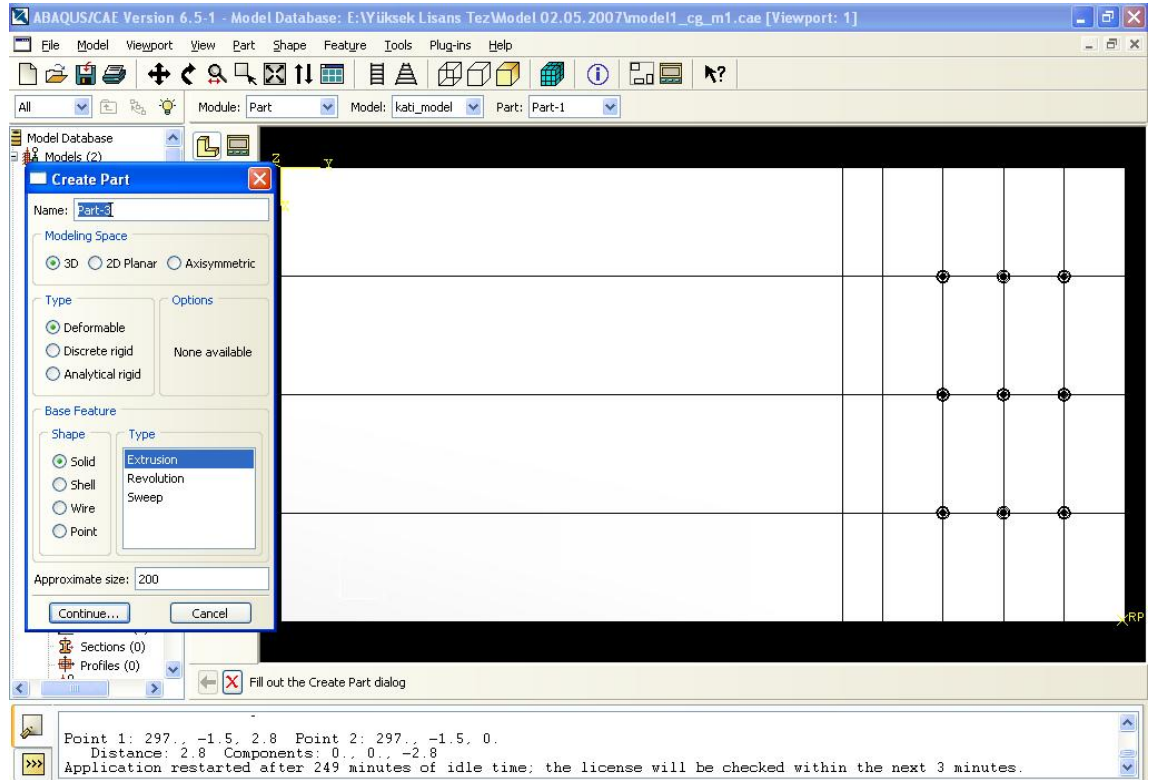 ABAQUS/CAE Version 6.5-1 - Model Database: E:\Yüksek Lisans Tez\Model 02.05.2007\model1_cg_m1.cae [Viewport: 1]
File Model Viewport View Part Shape Feature Tools Plug-ins Help
All Module: Part Model: kati_model Part: Part-1
Model Database
Models (2)
Create Part
Name: Part-3
Modeling Space
3D 2D Planar Axisymmetric
Type Options
Deformable
Discrete rigid
Analytical rigid
None available
Base Feature
Shape Type
Solid
Shell
Wire
Point
Extrusion
Revolution
Sweep
Approximate size: 200
Continue... Cancel
Sections (0)
Profiles (0)
Z Y
X
RP
Fill out the Create Part dialog
Point 1: 297., -1.5, 2.8 Point 2: 297., -1.5, 0.
Distance: 2.8 Components: 0., 0., -2.8
Application restarted after 249 minutes of idle time; the license will be checked within the next 3 minutes.